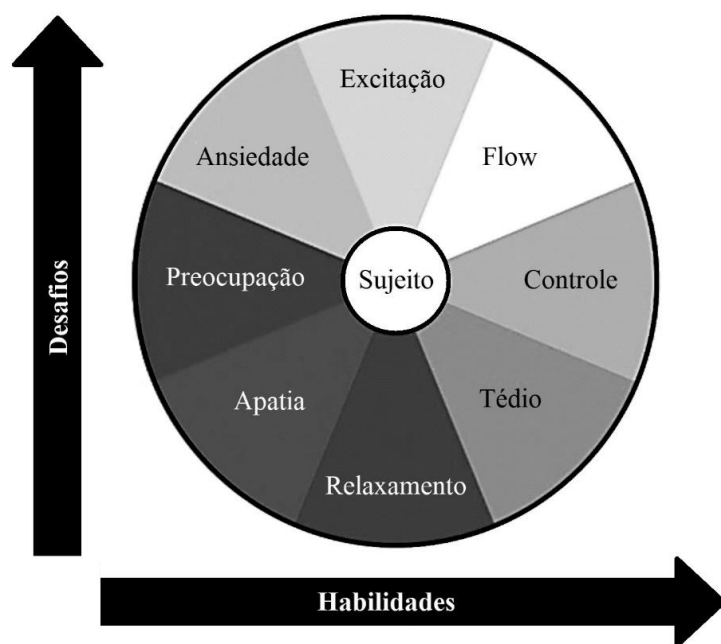 Excitação
Ansiedade
Flow
Preocupação
Sujeito
Controle
Apatia
Tédio
Relaxamento
Desafios
Habilidades